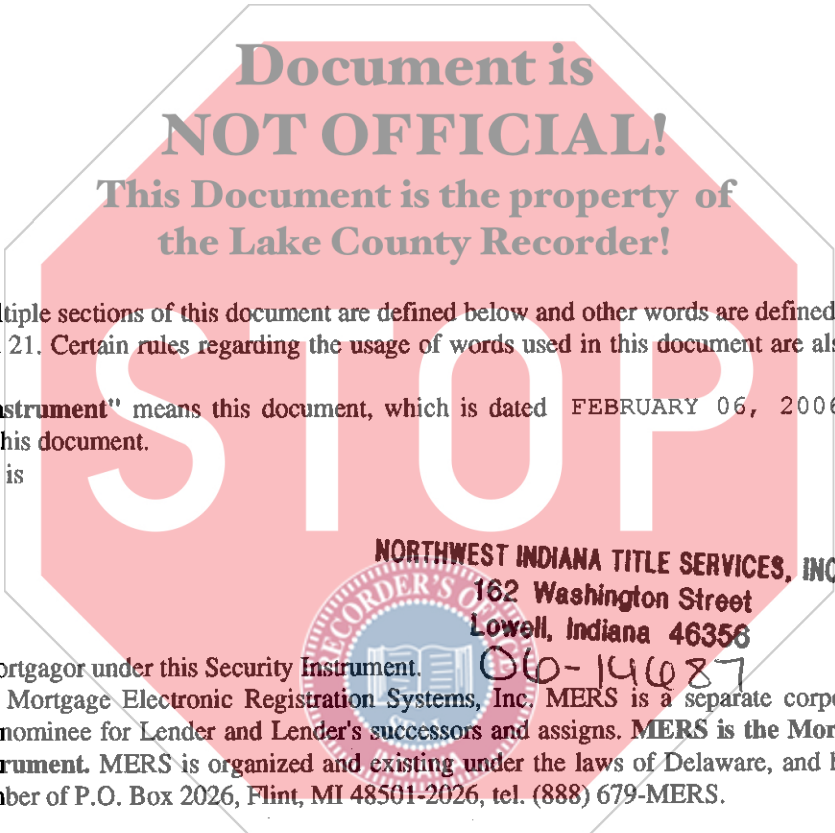 Document is
NOT OFFICIAL!
This Document is the property of
the Lake County Recorder!
ltiple sections of this document are defined below and other words are defined
21. Certain rules regarding the usage of words used in this document are als
nstrument" means this document, which is dated FEBRUARY 06, 2006
his document.
is
STOP
NORTHWEST INDIANA TITLE SERVICES, INC
162 Washington Street
Lowell, Indiana 46356
06-14687
ortgagor under this Security Instrument.
Mortgage Electronic Registration Systems, Inc. MERS is a separate corp
nominee for Lender and Lender's successors and assigns. MERS is the Mor
rument. MERS is organized and existing under the laws of Delaware, and h
nber of P.O. Box 2026, Flint, MI 48501-2026, tel. (888) 679-MERS.
RECORDER'S OFFICE
SEAL